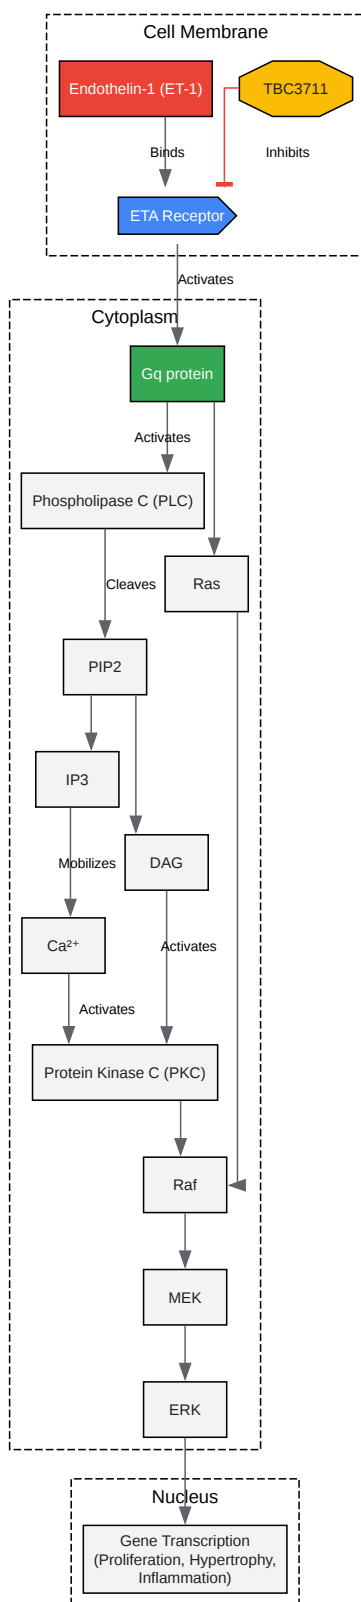 Cell Membrane
Endothelin-1 (ET-1)
TBC3711
Binds
Inhibits
ETA Receptor
Activates
Cytoplasm
Gq protein
Activates
Phospholipase C (PLC)
Ras
Cleaves
PIP2
IP3
DAG
Mobilizes
Ca²⁺
Activates
Activates
Protein Kinase C (PKC)
Raf
MEK
ERK
Nucleus
Gene Transcription
(Proliferation, Hypertrophy,
Inflammation)